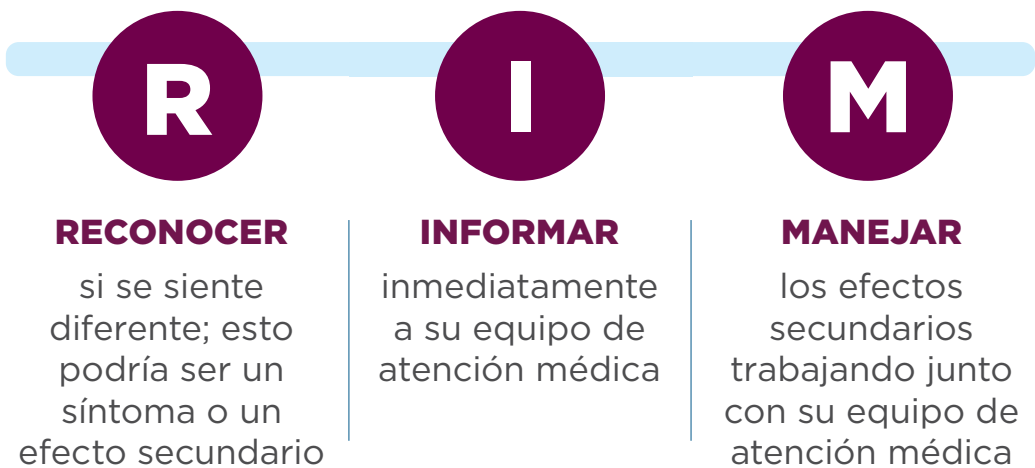 R
RECONOCER
si se siente
diferente; esto
podría ser un
síntoma o un
efecto secundario
I
INFORMAR
inmediatamente
a su equipo de
atención médica
M
MANEJAR
los efectos
secundarios
trabajando junto
con su equipo de
atención médica